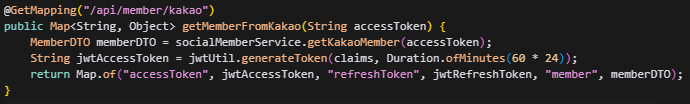 @GetMapping("/api/member/kakao")
public Map<String, Object> getMemberFromKakao(String accessToken) {
MemberDTO memberDTO = socialMemberService.getKakaoMember(accessToken);
String jwtAccessToken = jwtUtil.generateToken(claims, Duration.ofMinutes(60 * 24));
return Map.of("accessToken", jwtAccessToken, "refreshToken", jwtRefreshToken, "member", memberDTO);
}